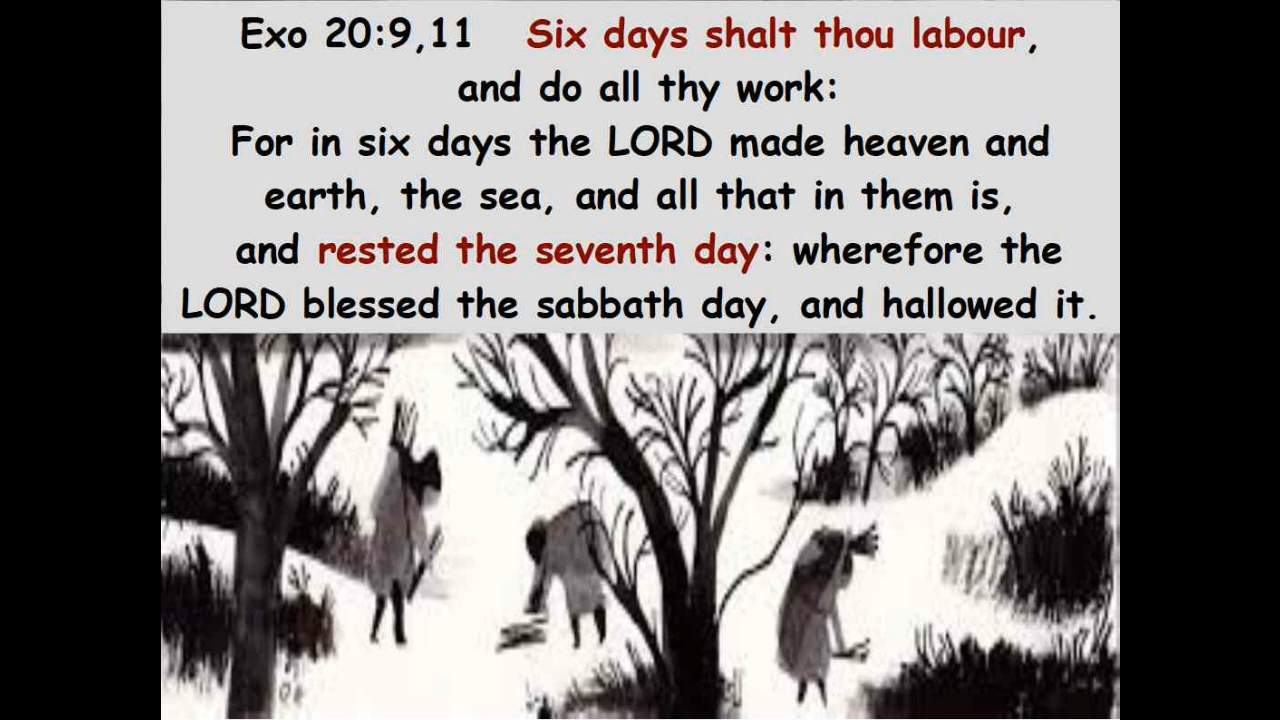 Exo 20:9,11 Six days shalt thou labour,
and do all thy work:
For in six days the LORD made heaven and
earth, the sea, and all that in them is,
and rested the seventh day: wherefore the
LORD blessed the sabbath day, and hallowed it.